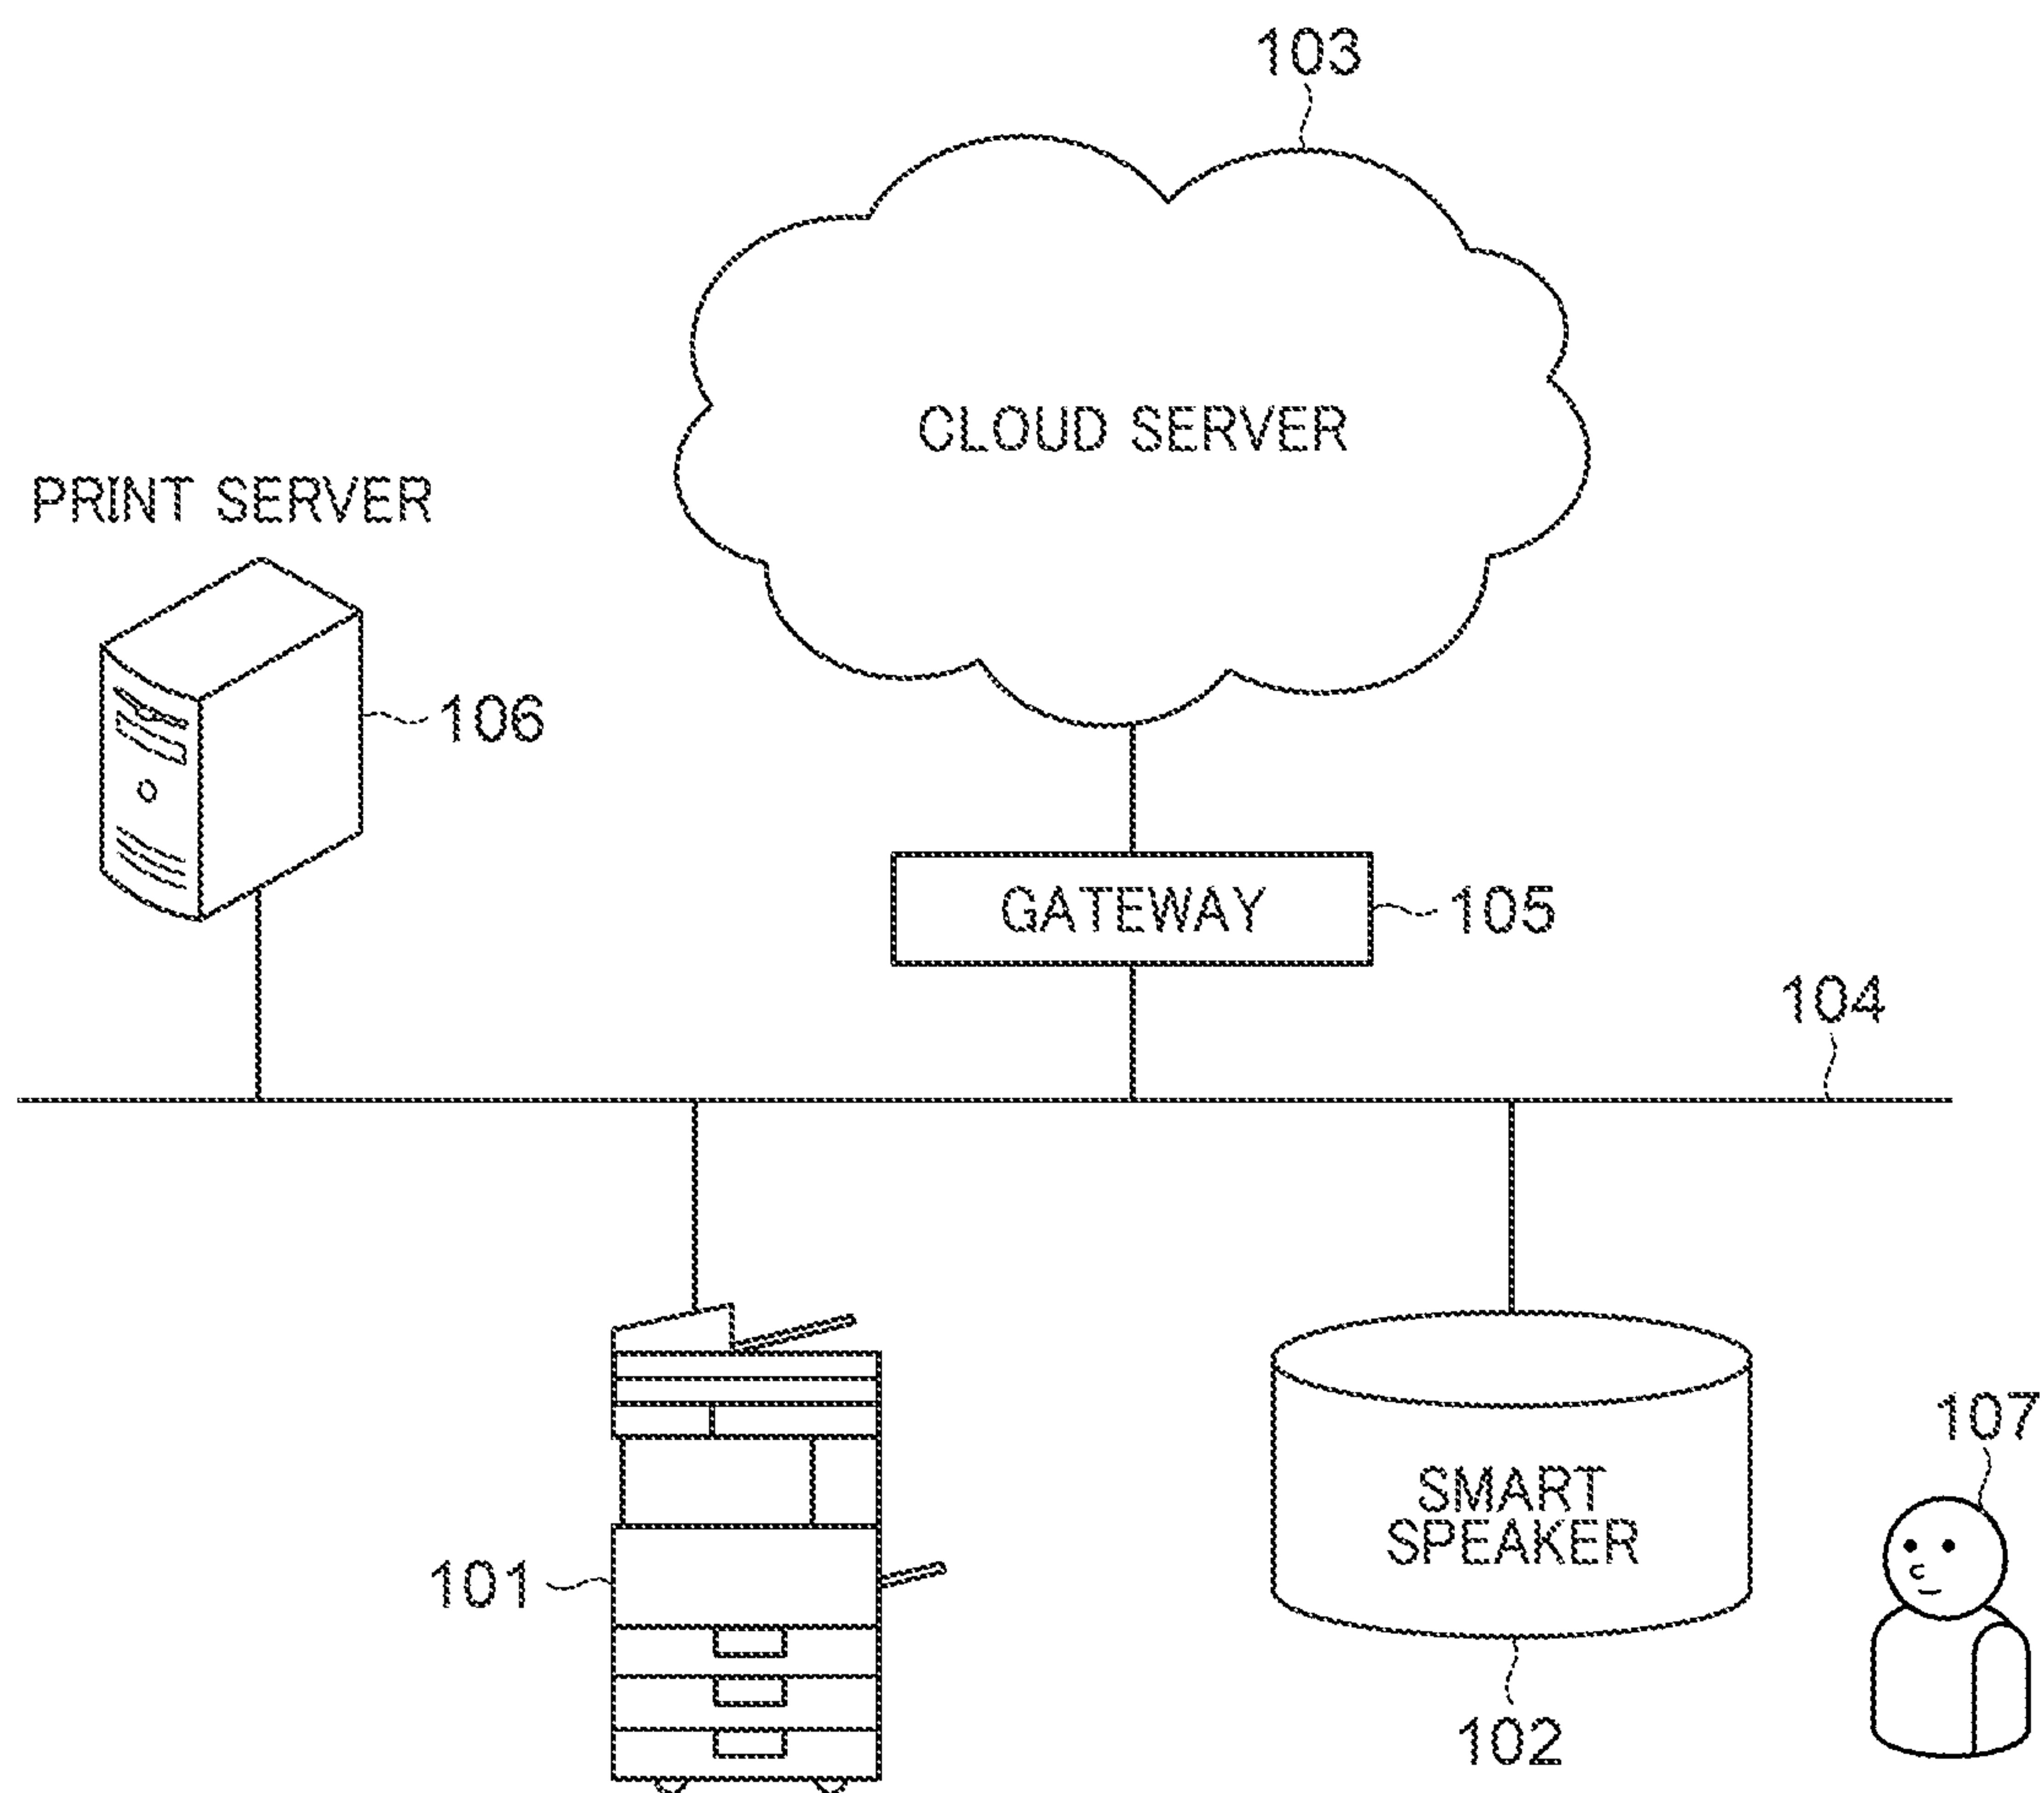 103
CLOUD SERVER
PRINT SERVER
106
GATEWAY
105
104
107
SMART
SPEAKER
101
102